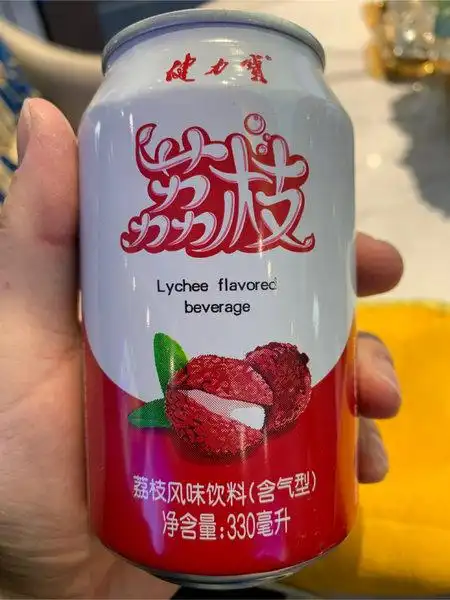 健力宝
荔枝
Lychee flavored
beverage
荔枝风味饮料(含气型)
净含量:330毫升